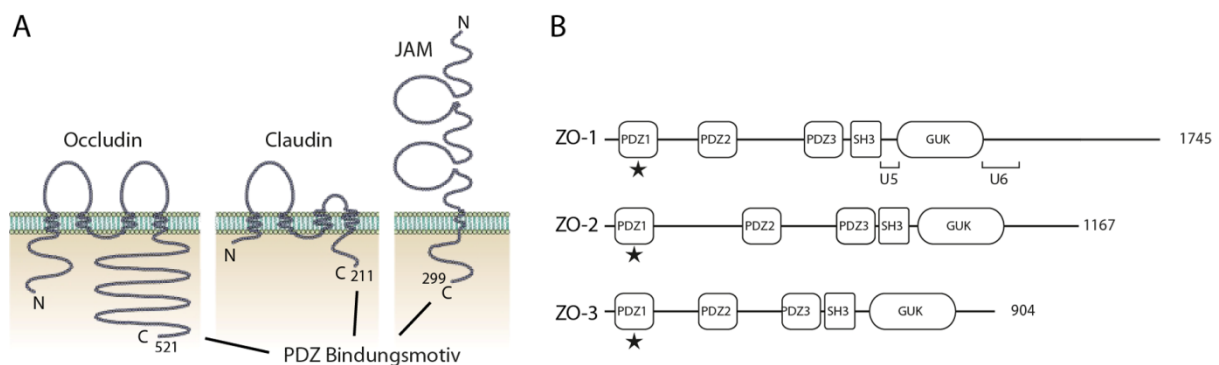 A
Occludin
N
C 521
Claudin
N
C 211
JAM
N
299
C
PDZ Bindungsmotiv
B
ZO-1 PDZ1 PDZ2 PDZ3 SH3 GUK 1745
★
U5 U6
ZO-2 PDZ1 PDZ2 PDZ3 SH3 GUK 1167
★
ZO-3 PDZ1 PDZ2 PDZ3 SH3 GUK 904
★